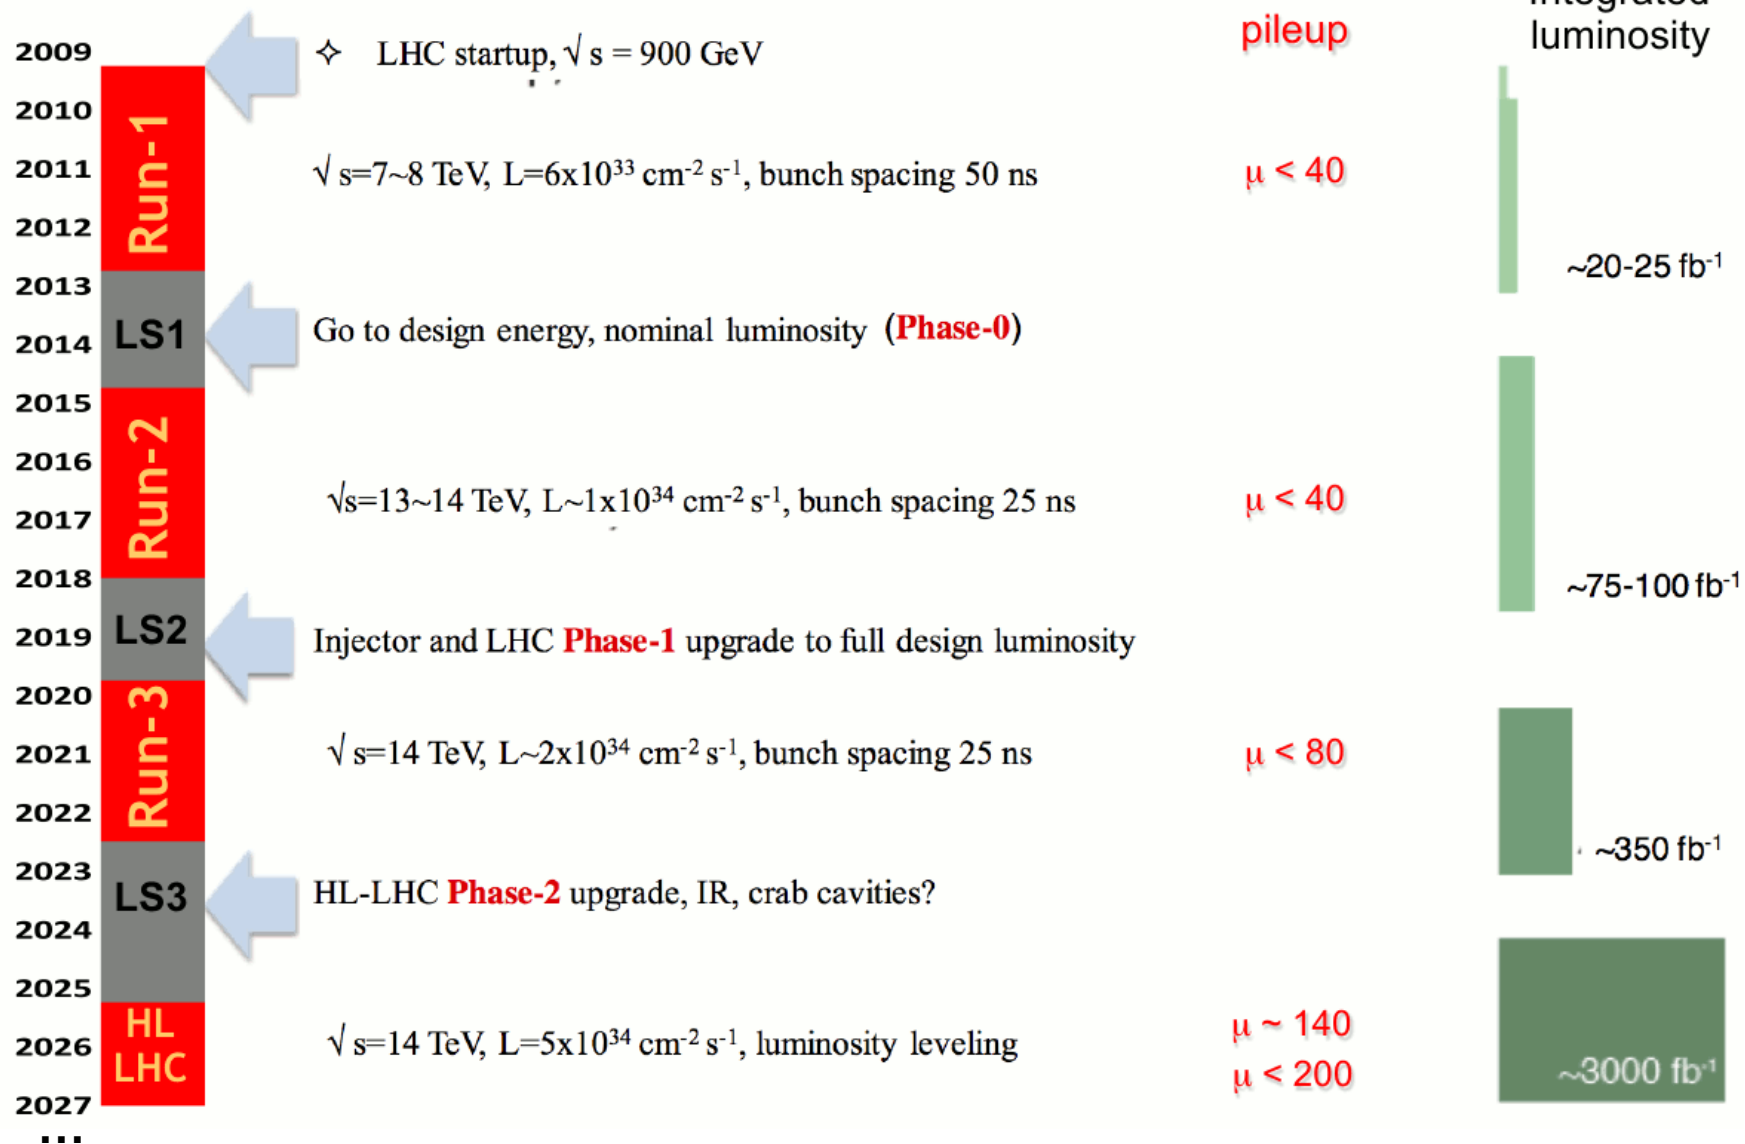 integrated
luminosity
pileup
2009
✧ LHC startup, √ s = 900 GeV
2010
Run-1
2011
√ s=7~8 TeV, L=6x10³³ cm⁻² s⁻¹, bunch spacing 50 ns
μ < 40
2012
~20-25 fb⁻¹
2013
LS1
Go to design energy, nominal luminosity (Phase-0)
2014
2015
Run-2
2016
√s=13~14 TeV, L~1x10³⁴ cm⁻² s⁻¹, bunch spacing 25 ns
μ < 40
2017
2018
~75-100 fb⁻¹
LS2
2019
Injector and LHC Phase-1 upgrade to full design luminosity
2020
Run-3
2021
√ s=14 TeV, L~2x10³⁴ cm⁻² s⁻¹, bunch spacing 25 ns
μ < 80
2022
~350 fb⁻¹
2023
LS3
HL-LHC Phase-2 upgrade, IR, crab cavities?
2024
2025
HL
LHC
2026
√ s=14 TeV, L=5x10³⁴ cm⁻² s⁻¹, luminosity leveling
μ ~ 140
μ < 200
~3000 fb⁻¹
2027
...